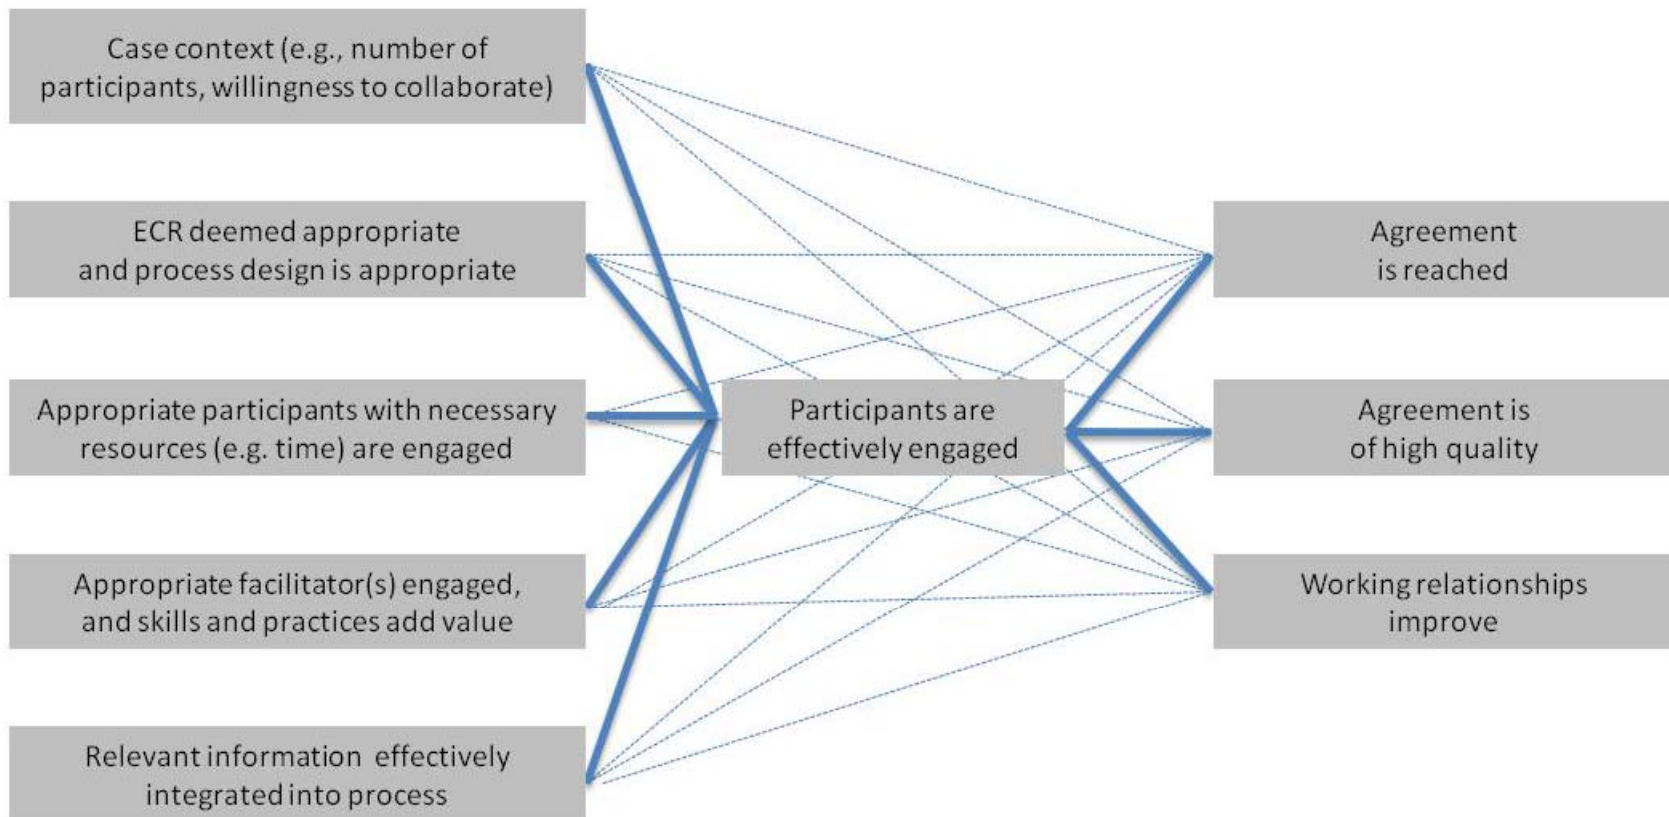 Case context (e.g., number of
participants, willingness to collaborate)
ECR deemed appropriate
and process design is appropriate
Appropriate participants with necessary
resources (e.g. time) are engaged
Appropriate facilitator(s) engaged,
and skills and practices add value
Relevant information effectively
integrated into process
Participants are
effectively engaged
Agreement
is reached
Agreement is
of high quality
Working relationships
improve